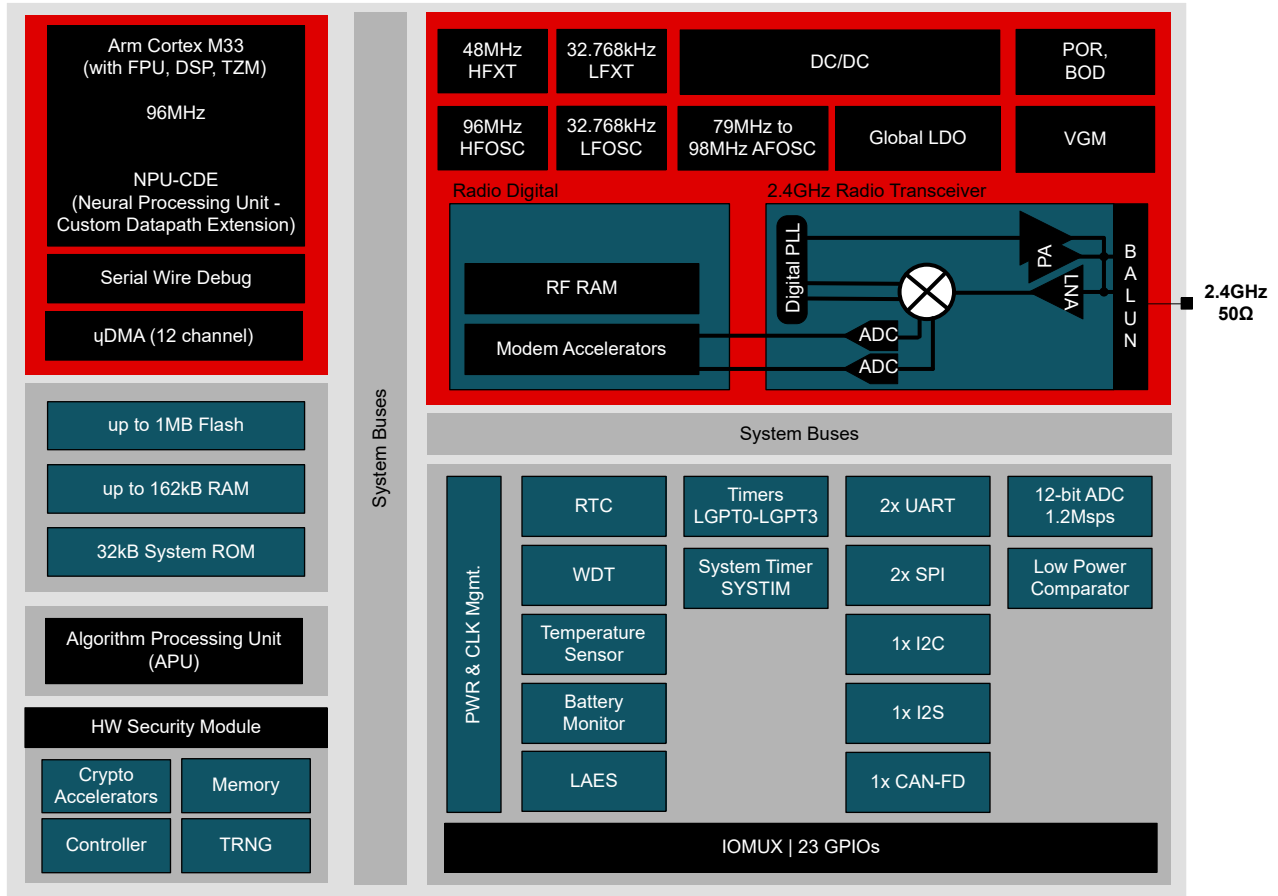 Arm Cortex M33
(with FPU, DSP, TZM)
96MHz
NPU-CDE
(Neural Processing Unit -
Custom Datapath Extension)
Serial Wire Debug
ųDMA (12 channel)
up to 1MB Flash
up to 162kB RAM
32kB System ROM
Algorithm Processing Unit
(APU)
HW Security Module
Crypto
Accelerators
Memory
Controller
TRNG
System Buses
48MHz
HFXT
32.768kHz
LFXT
DC/DC
POR,
BOD
96MHz
HFOSC
32.768kHz
LFOSC
79MHz to
98MHz AFOSC
Global LDO
VGM
Radio Digital
RF RAM
Modem Accelerators
2.4GHz Radio Transceiver
Digital PLL
PA
LNA
ADC
ADC
BALUN
2.4GHz
50Ω
System Buses
PWR & CLK Mgmt.
RTC
Timers
LGPT0-LGPT3
2x UART
12-bit ADC
1.2Msps
WDT
System Timer
SYSTIM
2x SPI
Low Power
Comparator
Temperature
Sensor
1x I2C
Battery
Monitor
1x I2S
LAES
1x CAN-FD
IOMUX | 23 GPIOs